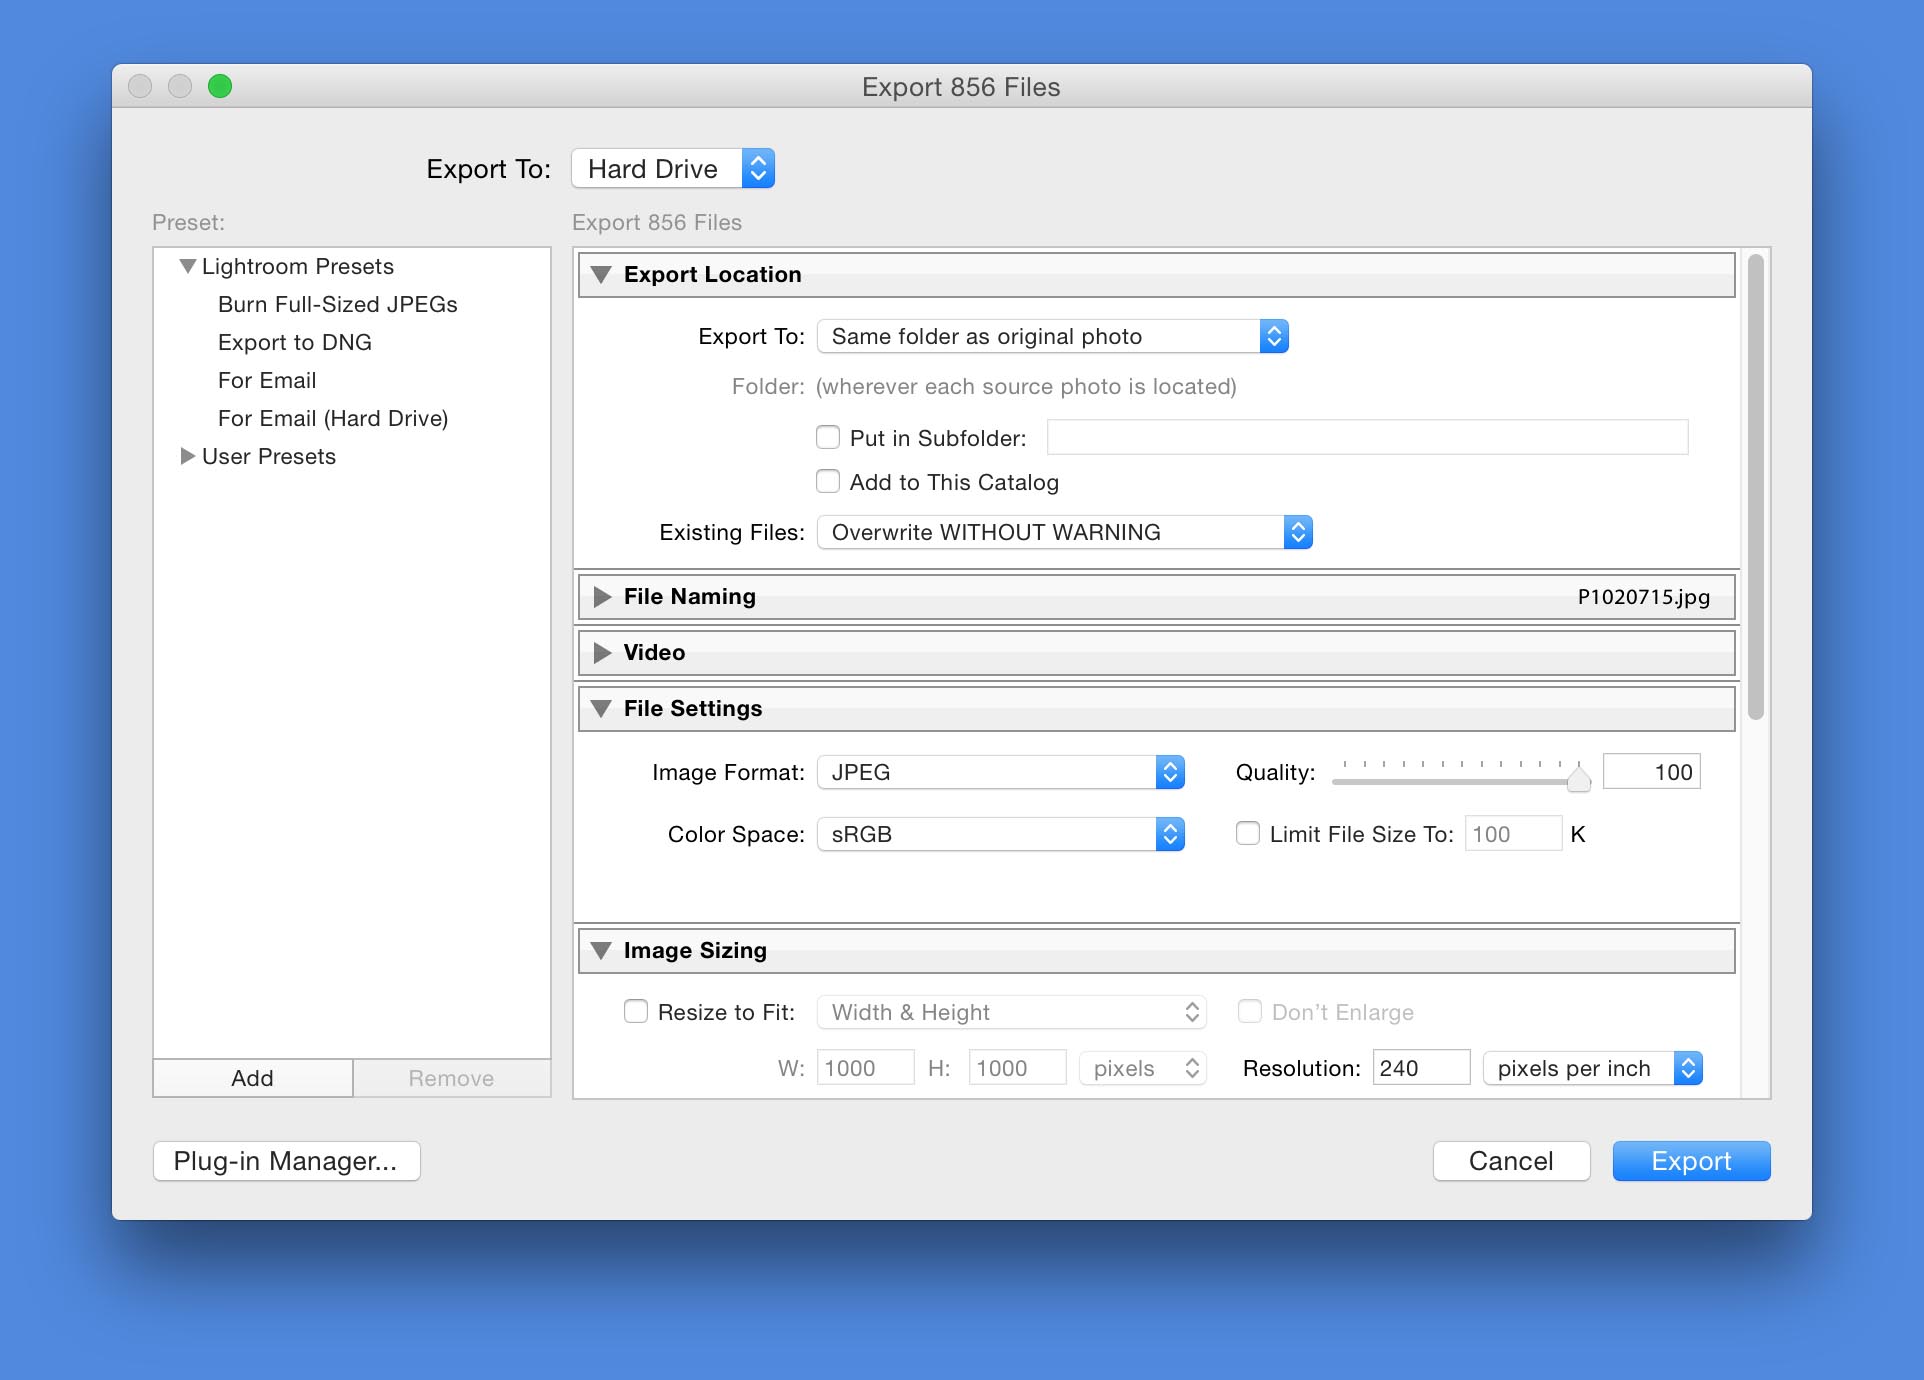 Export 856 Files
Export To: Hard Drive
Preset:
Lightroom Presets
Burn Full-Sized JPEGs
Export to DNG
For Email
For Email (Hard Drive)
User Presets
Add Remove
Export 856 Files
Export Location
Export To: Same folder as original photo
Folder: (wherever each source photo is located)
Put in Subfolder:
Add to This Catalog
Existing Files: Overwrite WITHOUT WARNING
File Naming P1020715.jpg
Video
File Settings
Image Format: JPEG Quality: 100
Color Space: sRGB Limit File Size To: 100 K
Image Sizing
Resize to Fit: Width & Height Don’t Enlarge
W: 1000 H: 1000 pixels Resolution: 240 pixels per inch
Plug-in Manager... Cancel Export